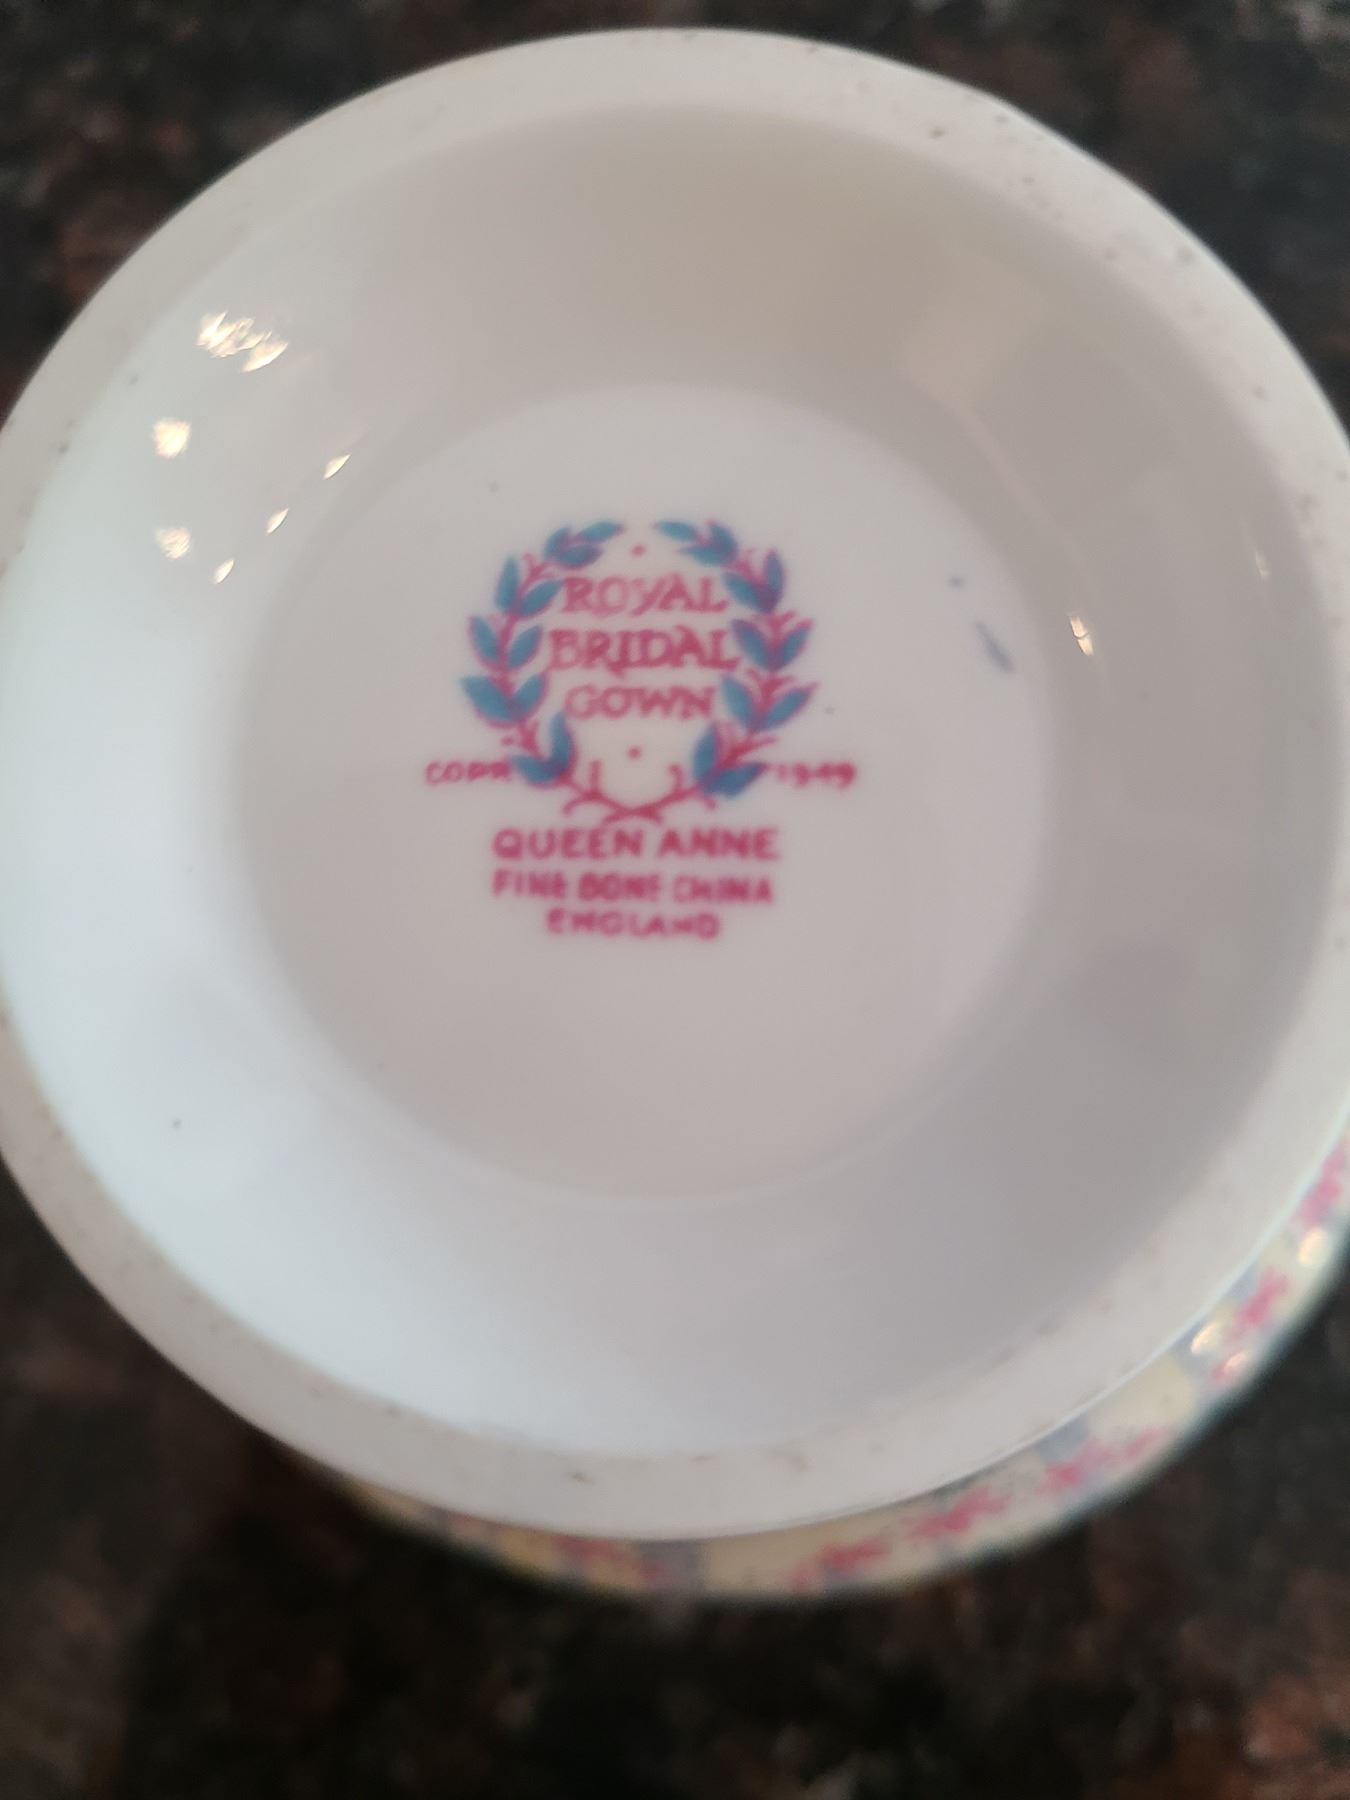 ROYAL
BRIDAL
GOWN
COPR 1949
QUEEN ANNE
FINE BONE CHINA
ENGLAND